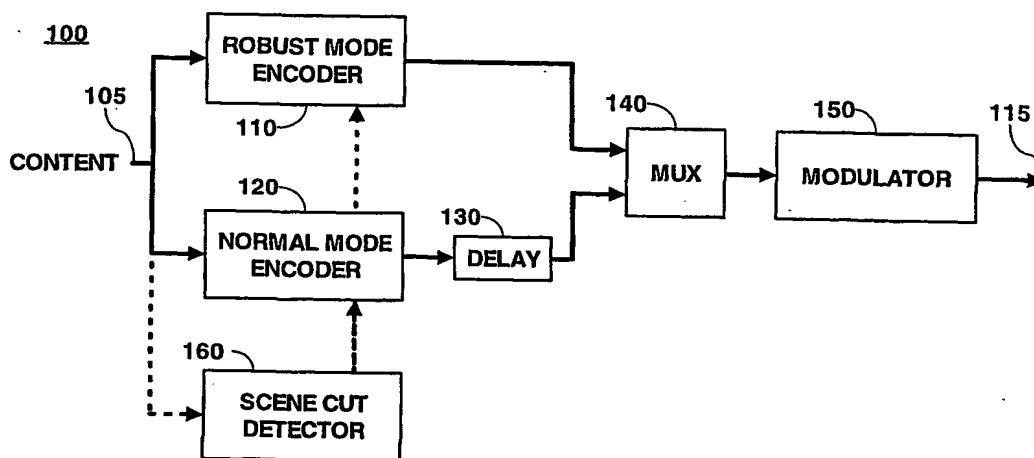 100
ROBUST MODE
ENCODER
105
110
140
150
115
CONTENT
MUX
MODULATOR
120
130
NORMAL MODE
ENCODER
DELAY
160
SCENE CUT
DETECTOR